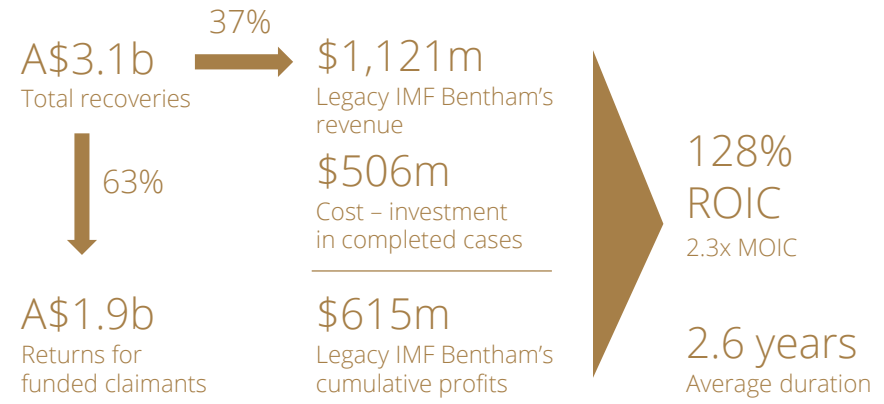 37%
A$3.1b
Total recoveries
$1,121m
Legacy IMF Bentham's
revenue
63%
$506m
Cost – investment
in completed cases
128%
ROIC
2.3x MOIC
A$1.9b
Returns for
funded claimants
$615m
Legacy IMF Bentham's
cumulative profits
2.6 years
Average duration